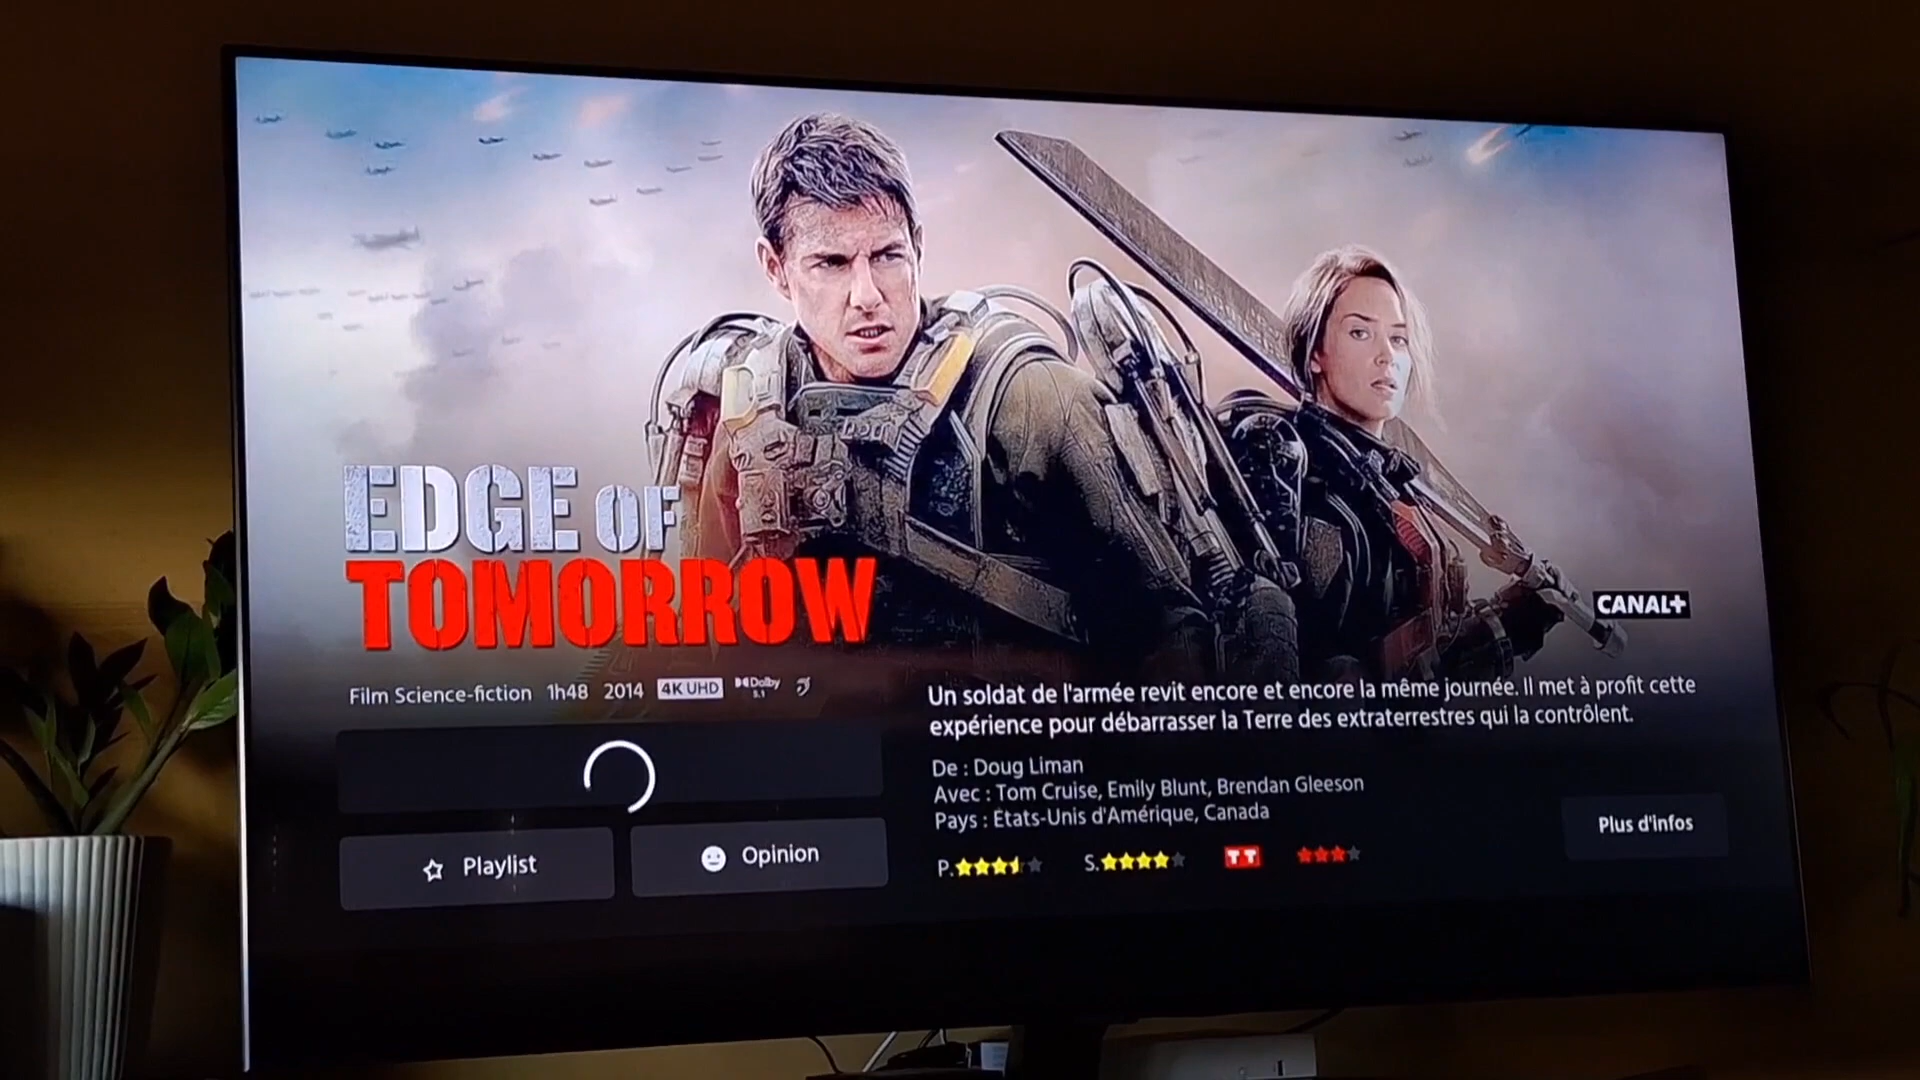 EDGE OF
TOMORROW
CANAL+
Film Science-fiction 1h48 2014 4K UHD Dolby 5.1
Un soldat de l'armée revit encore et encore la même journée. Il met à profit cette
expérience pour débarrasser la Terre des extraterrestres qui la contrôlent.
De : Doug Liman
Avec : Tom Cruise, Emily Blunt, Brendan Gleeson
Pays : États-Unis d'Amérique, Canada
Plus d'infos
Playlist
Opinion
P.
S.
TT